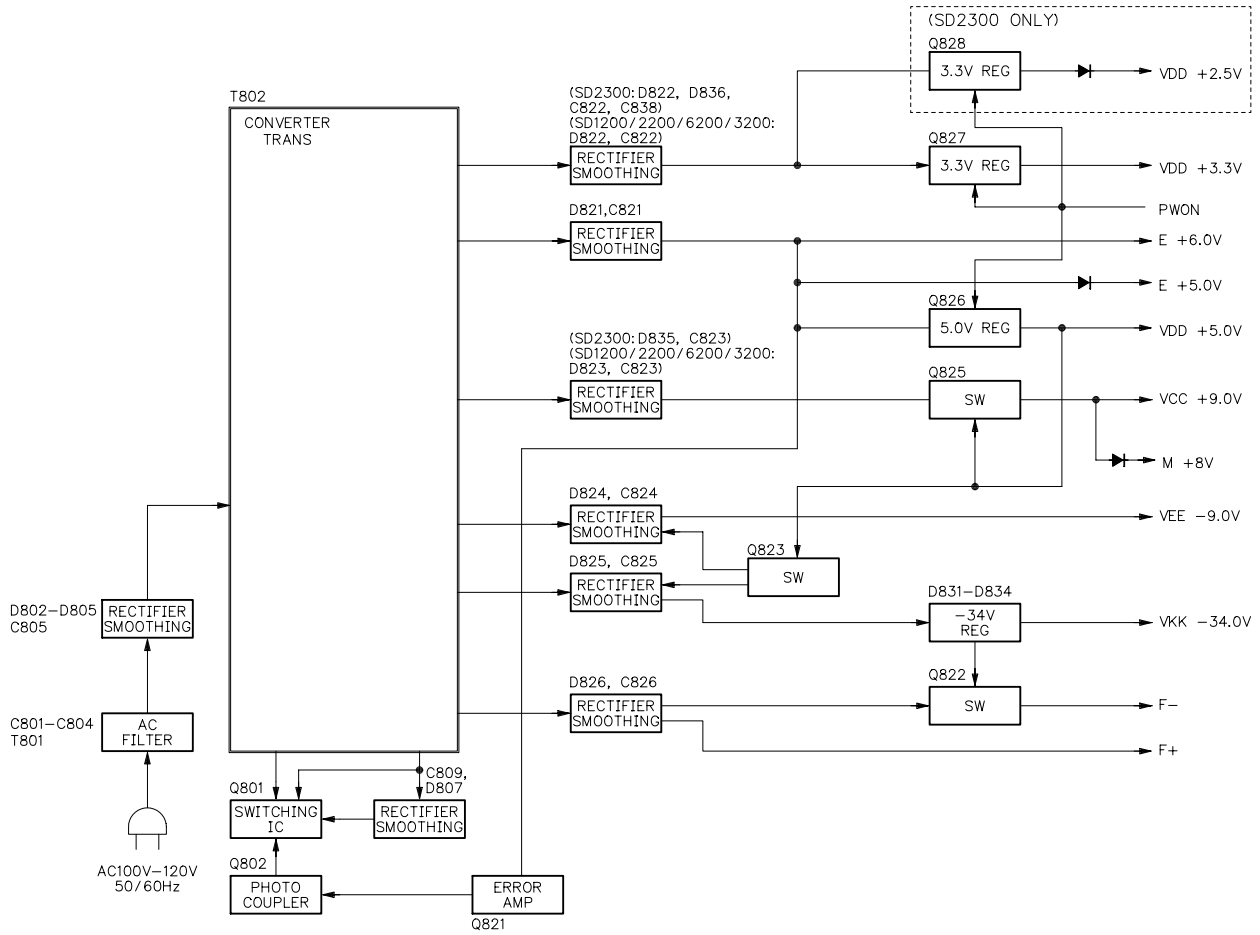 (SD2300 ONLY)
Q828
3.3V REG
VDD +2.5V
T802
CONVERTER
TRANS
(SD2300:D822, D836,
C822, C838)
(SD1200/2200/6200/3200:
D822, C822)
RECTIFIER
SMOOTHING
Q827
3.3V REG
VDD +3.3V
PWON
D821,C821
RECTIFIER
SMOOTHING
E +6.0V
E +5.0V
Q826
5.0V REG
VDD +5.0V
(SD2300:D835, C823)
(SD1200/2200/6200/3200:
D823, C823)
RECTIFIER
SMOOTHING
Q825
SW
VCC +9.0V
M +8V
D824, C824
RECTIFIER
SMOOTHING
VEE -9.0V
Q823
SW
D825, C825
RECTIFIER
SMOOTHING
D831-D834
-34V
REG
VKK -34.0V
D826, C826
RECTIFIER
SMOOTHING
Q822
SW
F-
F+
D802-D805
C805
RECTIFIER
SMOOTHING
C801-C804
T801
AC
FILTER
AC100V-120V
50/60Hz
Q801
SWITCHING
IC
C809,
D807
RECTIFIER
SMOOTHING
Q802
PHOTO
COUPLER
ERROR
AMP
Q821